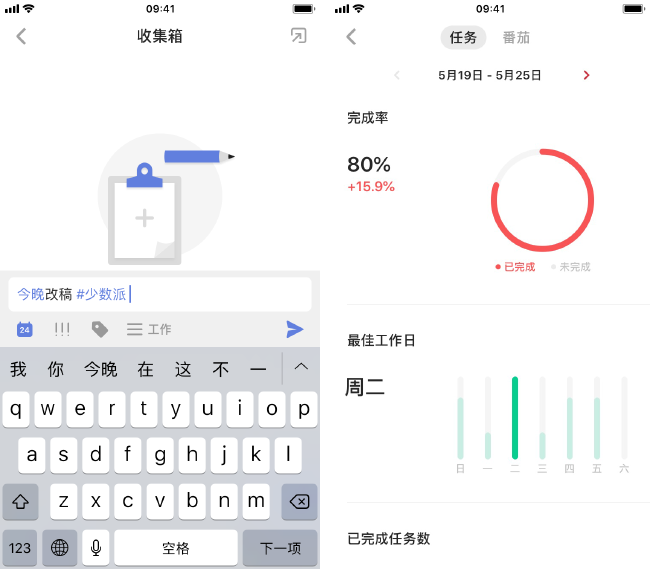 09:41
收集箱
今晚改稿 #少数派
24
!!!
工作
我 你 今晚 在 这 不 一
q w e r t y u i o p
a s d f g h j k l
z x c v b n m
123
空格
下一项
09:41
任务
番茄
5月19日 - 5月25日
完成率
80%
+15.9%
已完成
未完成
最佳工作日
周二
日 一 二 三 四 五 六
已完成任务数